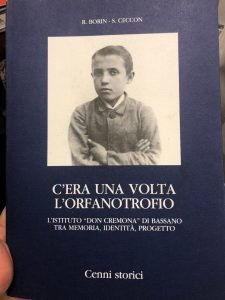 R. BORIN - S. CECCON
C'ERA UNA VOLTA
L'ORFANOTROFIO
L'ISTITUTO "DON CREMONA" DI BASSANO
TRA MEMORIA, IDENTITÀ, PROGETTO
Cenni storici